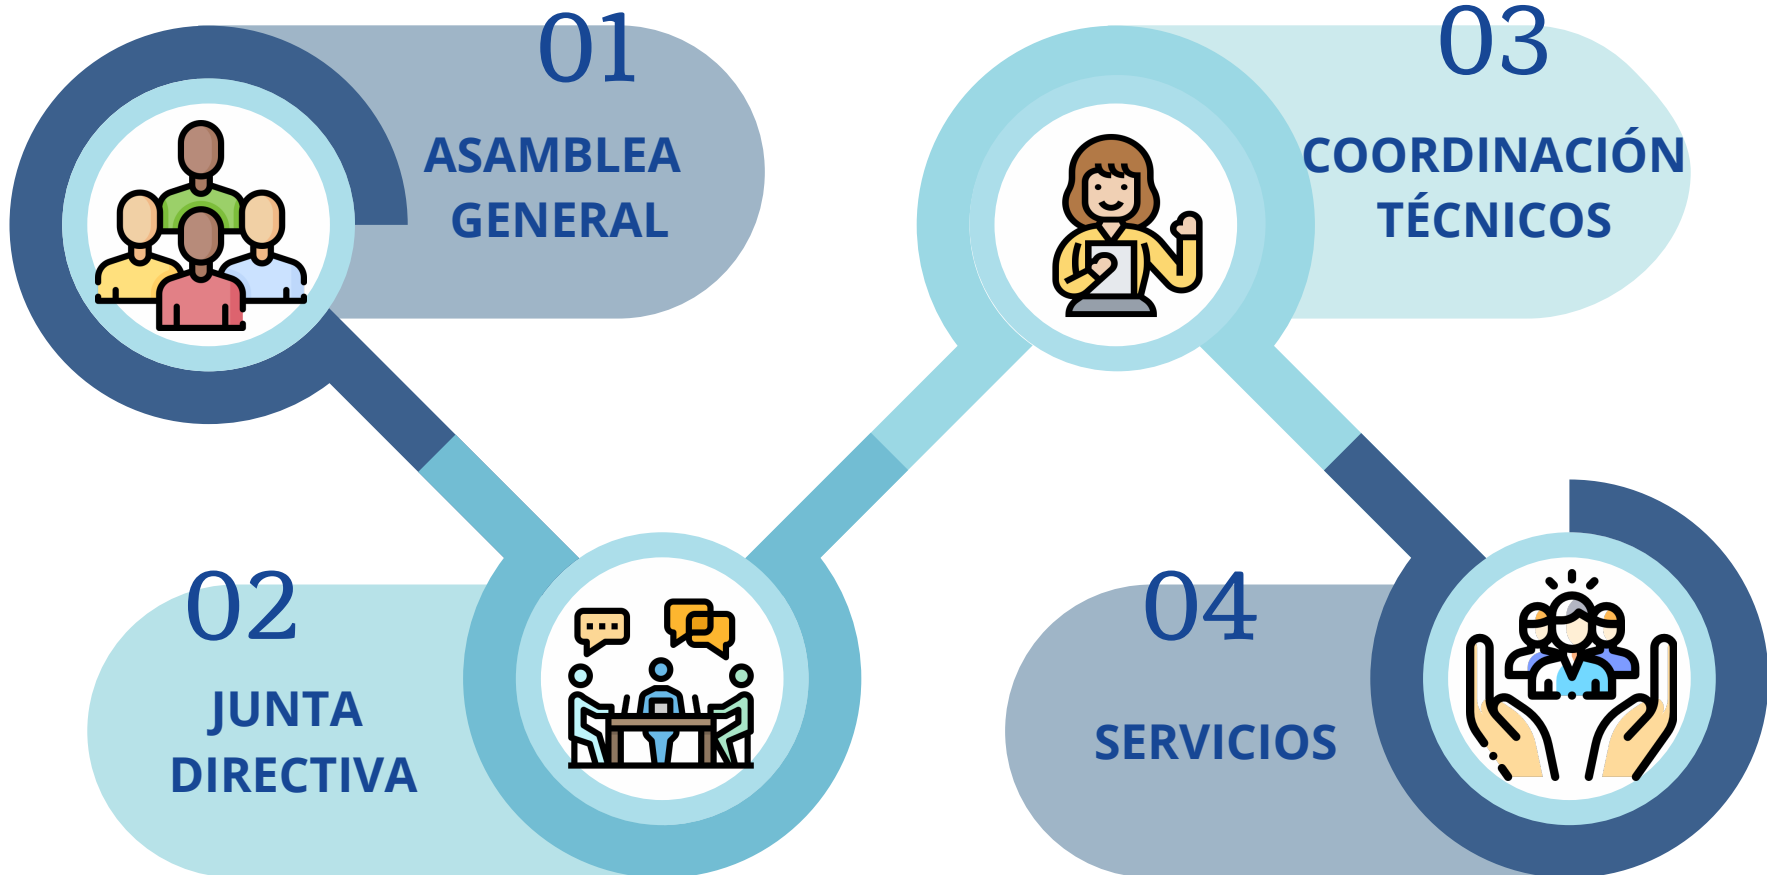 01
ASAMBLEA
GENERAL
02
JUNTA
DIRECTIVA
03
COORDINACIÓN
TÉCNICOS
04
SERVICIOS